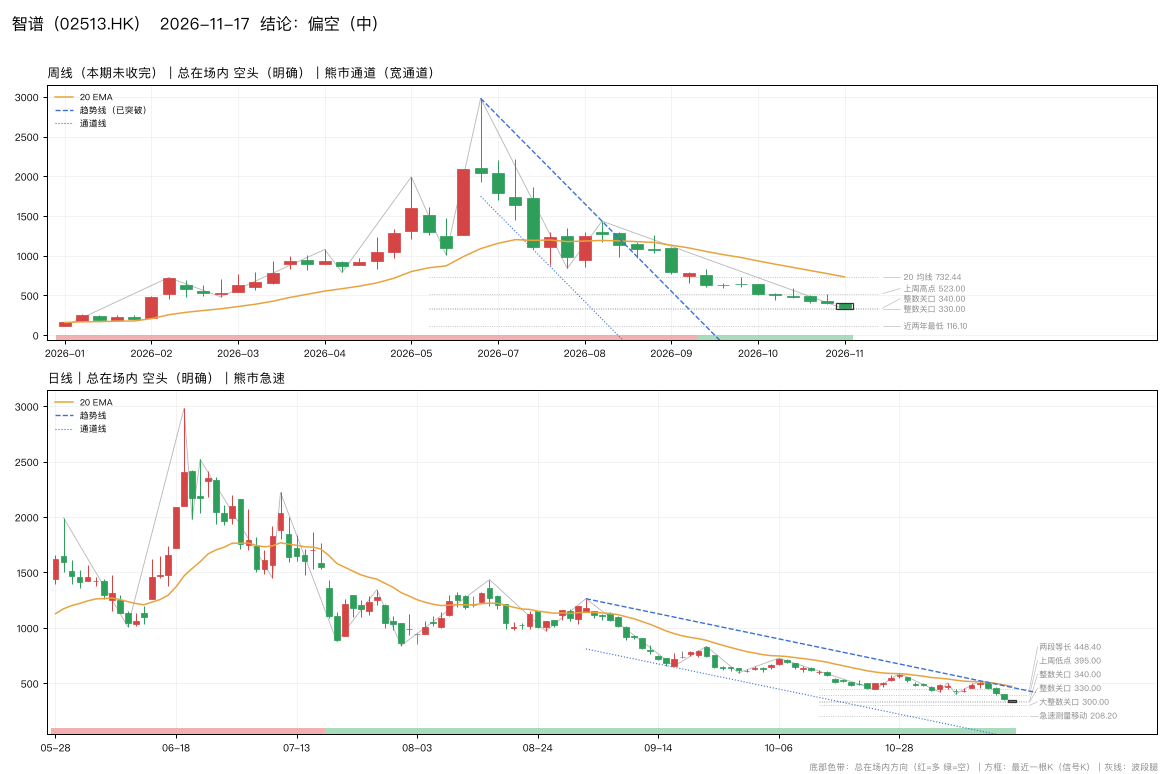 智谱（02513.HK） 2026-11-17 结论：偏空（中）
周线（本期未收完）｜总在场内 空头（明确）｜熊市通道（宽通道）
20 EMA
趋势线（已突破）
通道线
3000
2500
2000
1500
1000
500
0
20 均线 732.44
上周高点 523.00
整数关口 340.00
整数关口 330.00
近两年最低 116.10
2026-01 2026-02 2026-03 2026-04 2026-05 2026-07 2026-08 2026-09 2026-10 2026-11
日线｜总在场内 空头（明确）｜熊市急速
20 EMA
趋势线
通道线
3000
2500
2000
1500
1000
500
两段等长 448.40
上周低点 395.00
整数关口 340.00
整数关口 330.00
大整数关口 300.00
急速测量移动 208.20
05-28 06-18 07-13 08-03 08-24 09-14 10-06 10-28
底部色带：总在场内方向（红=多 绿=空）｜方框：最近一根K（信号K）｜灰线：波段腿